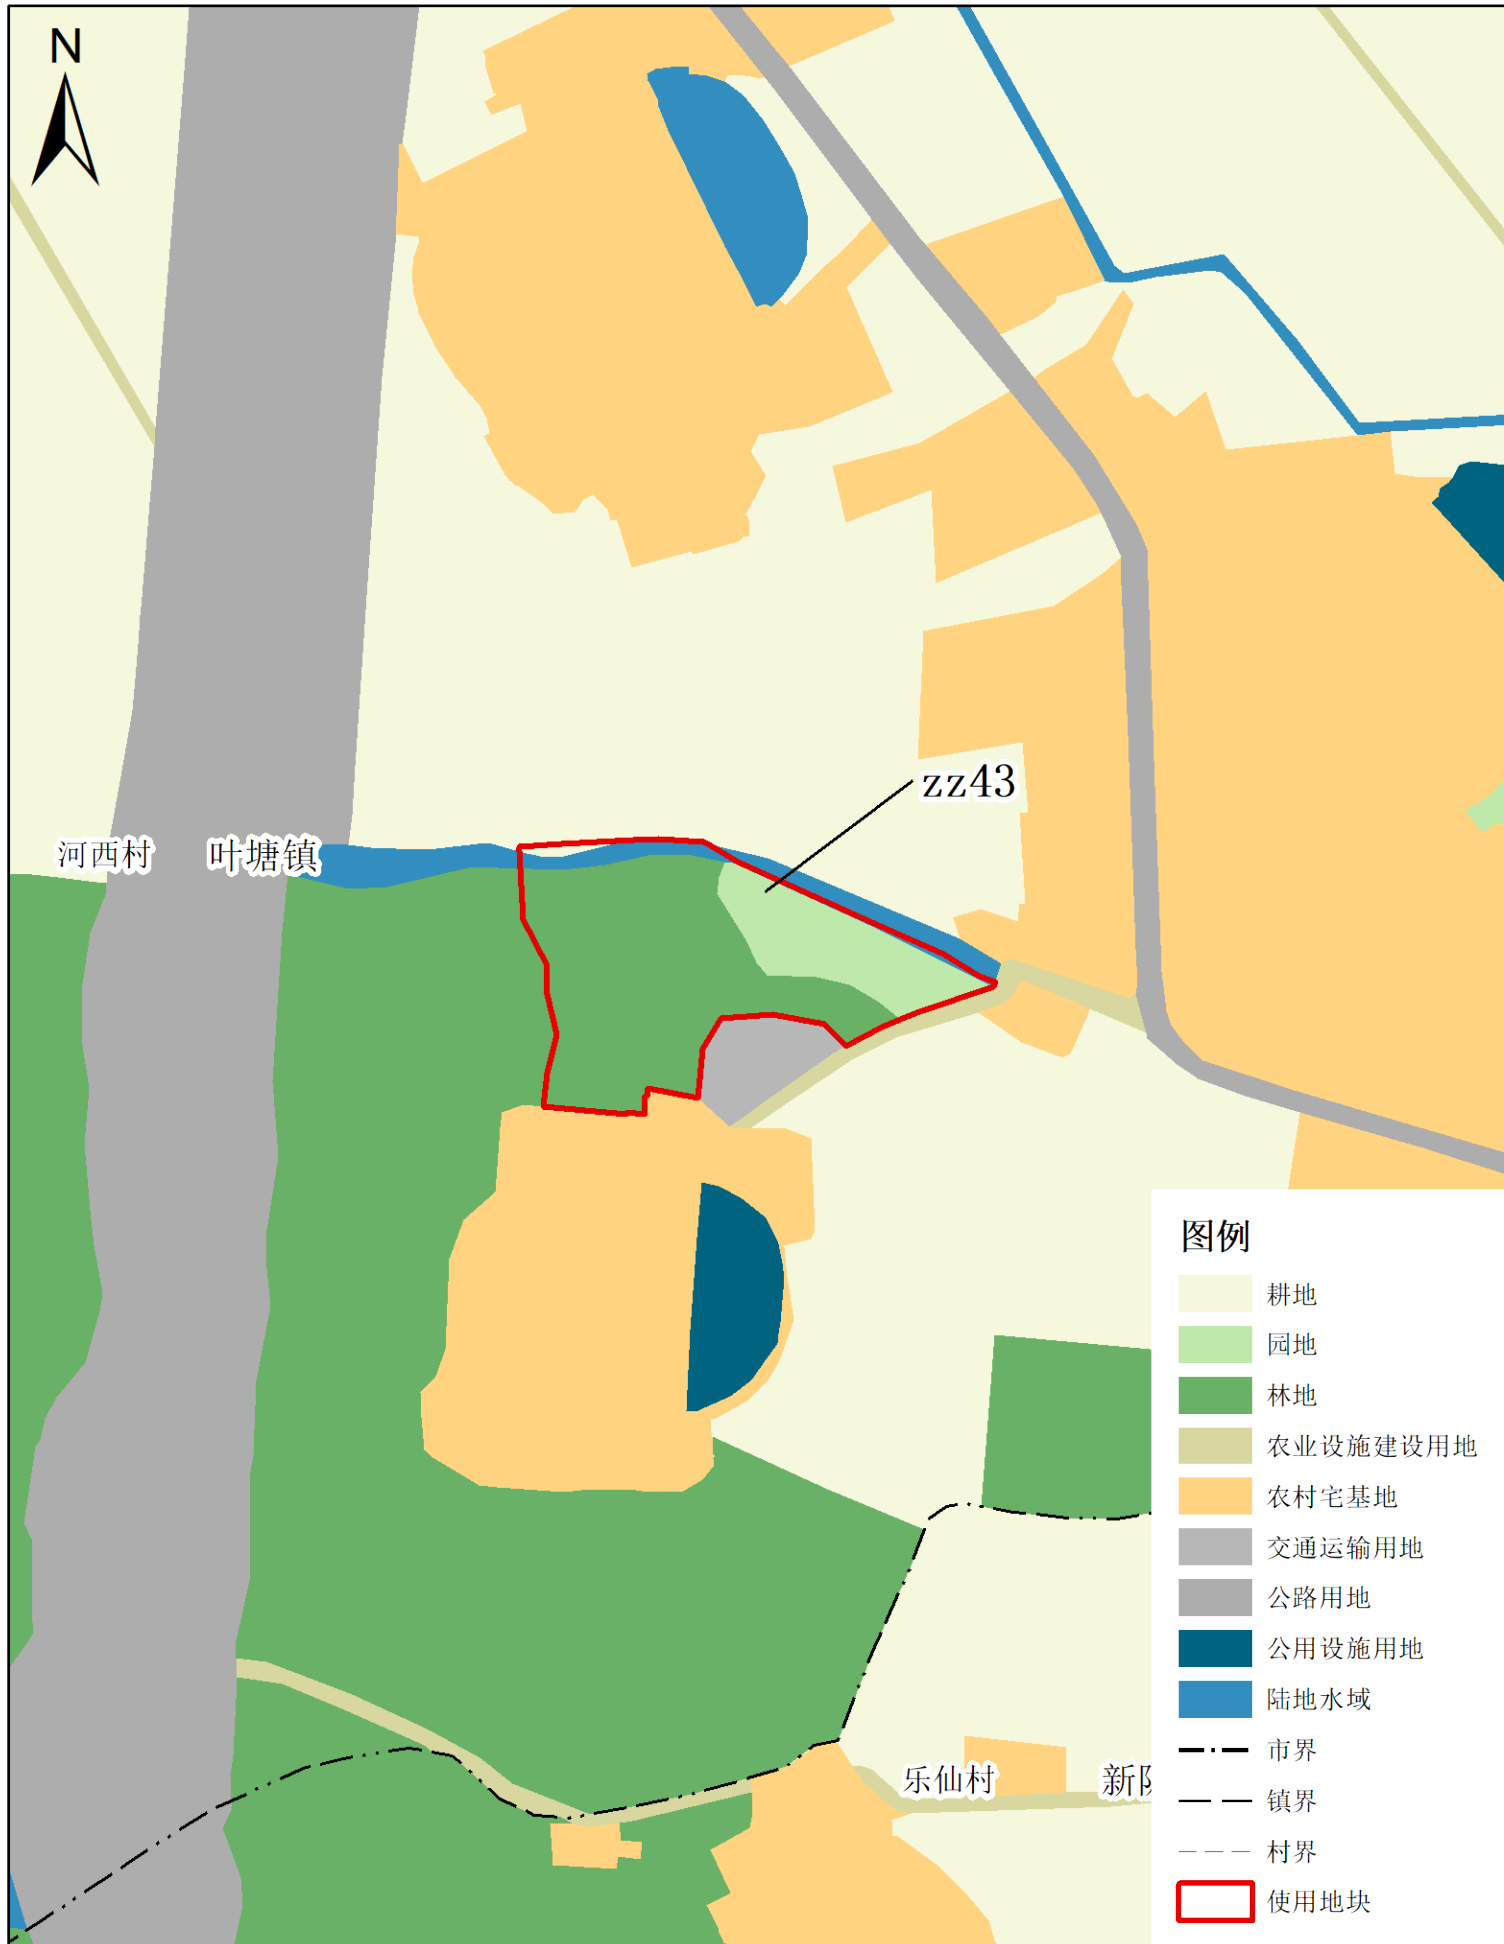 N
zz43
河西村
叶塘镇
图例
耕地
园地
林地
农业设施建设用地
农村宅基地
交通运输用地
公路用地
公用设施用地
陆地水域
市界
镇界
村界
使用地块
乐仙村
新